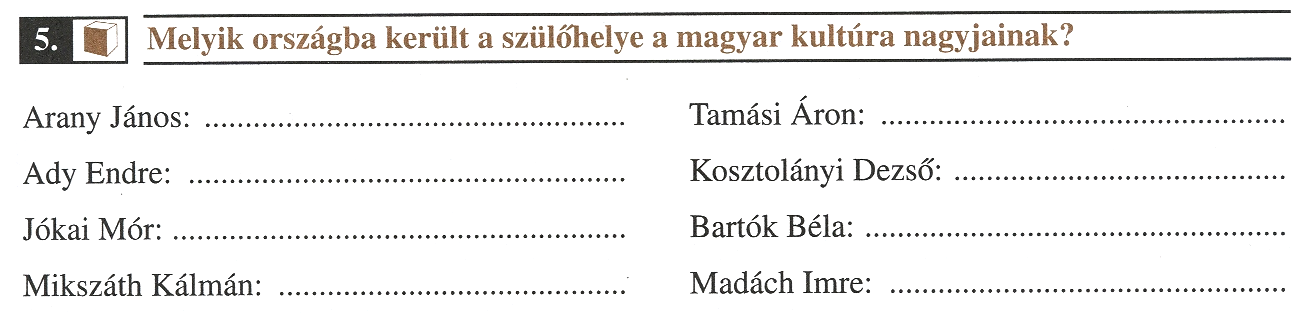 5. Melyik országba került a szülőhelye a magyar kultúra nagyjainak?
Arany János: ....................................................
Ady Endre: ......................................................
Jókai Mór: ........................................................
Mikszáth Kálmán: ...........................................
Tamási Áron: ..................................................
Kosztolányi Dezső: .........................................
Bartók Béla: ....................................................
Madách Imre: .................................................